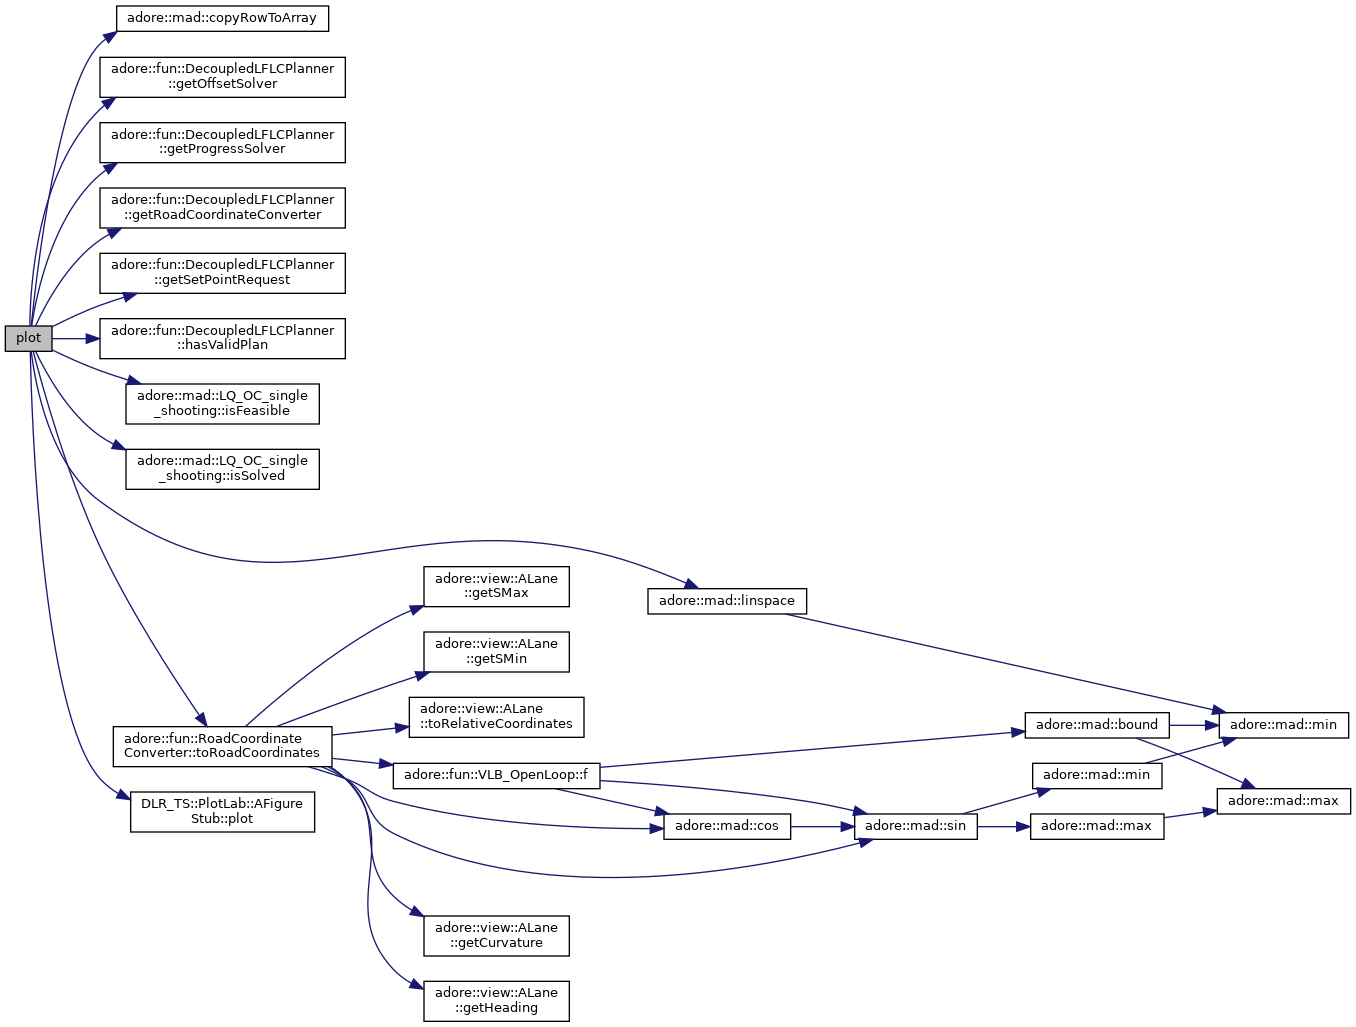 adore::mad::copyRowToArray
adore::fun::DecoupledLFLCPlanner
::getOffsetSolver
adore::fun::DecoupledLFLCPlanner
::getProgressSolver
adore::fun::DecoupledLFLCPlanner
::getRoadCoordinateConverter
adore::fun::DecoupledLFLCPlanner
::getSetPointRequest
plot
adore::fun::DecoupledLFLCPlanner
::hasValidPlan
adore::mad::LQ_OC_single
_shooting::isFeasible
adore::mad::LQ_OC_single
_shooting::isSolved
adore::mad::linspace
adore::view::ALane
::getSMax
adore::view::ALane
::getSMin
adore::view::ALane
::toRelativeCoordinates
adore::fun::RoadCoordinate
Converter::toRoadCoordinates
adore::fun::VLB_OpenLoop::f
adore::mad::bound
adore::mad::min
adore::mad::min
adore::mad::max
DLR_TS::PlotLab::AFigure
Stub::plot
adore::mad::cos
adore::mad::sin
adore::mad::max
adore::view::ALane
::getCurvature
adore::view::ALane
::getHeading